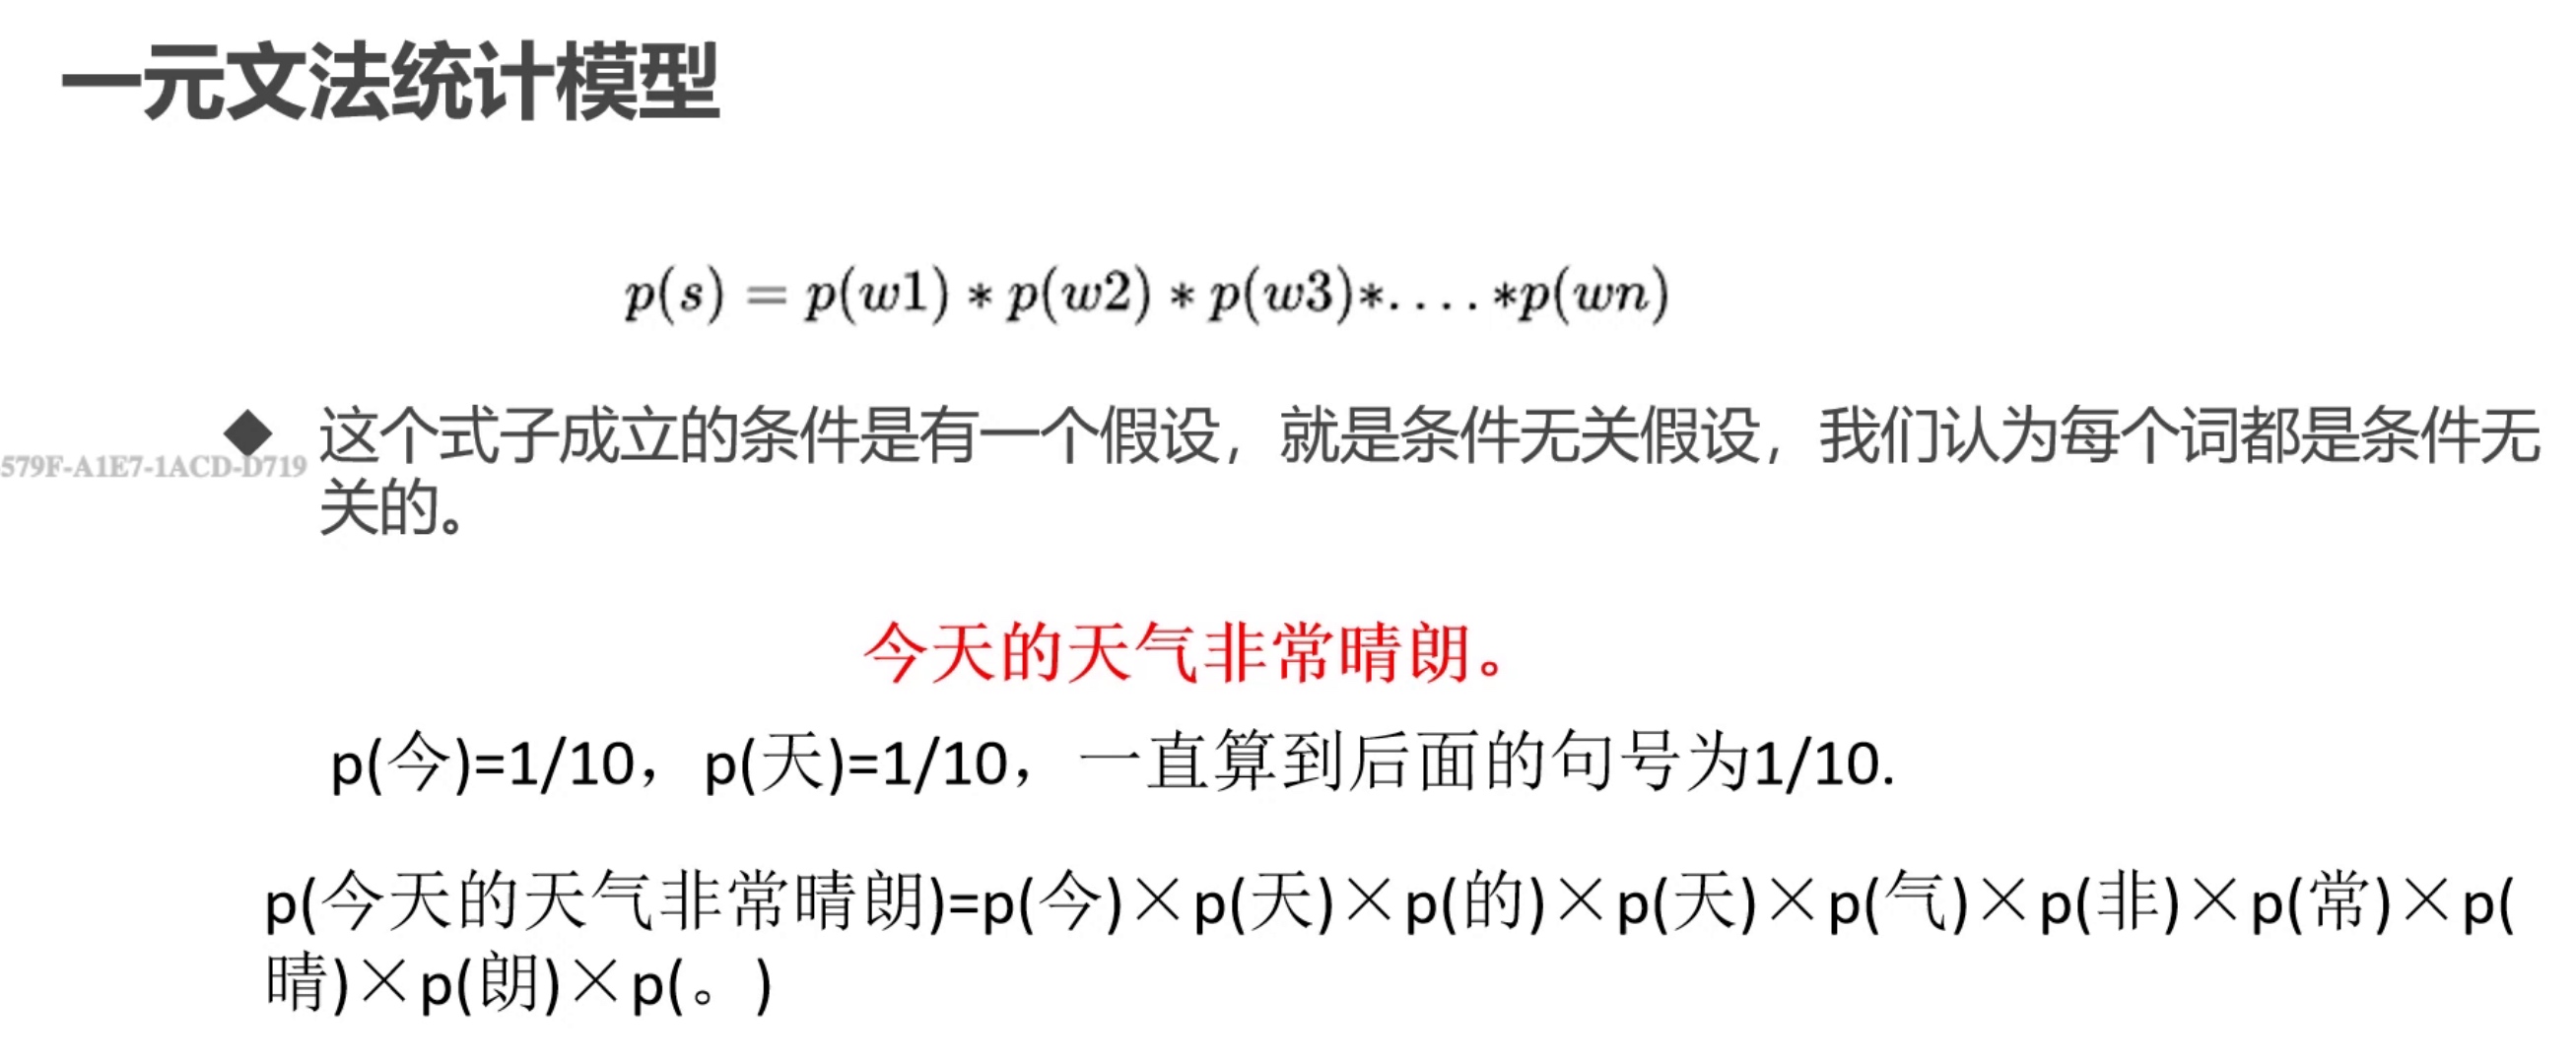 一元文法统计模型
p(s) = p(w1) * p(w2) * p(w3)*.... *p(wn)
◆ 这个式子成立的条件是有一个假设，就是条件无关假设，我们认为每个词都是条件无
579F-A1E7-1ACD-D719
关的。
今天的天气非常晴朗。
p(今)=1/10，p(天)=1/10，一直算到后面的句号为1/10.
p(今天的天气非常晴朗)=p(今)×p(天)×p(的)×p(天)×p(气)×p(非)×p(常)×p(
晴)×p(朗)×p(。)